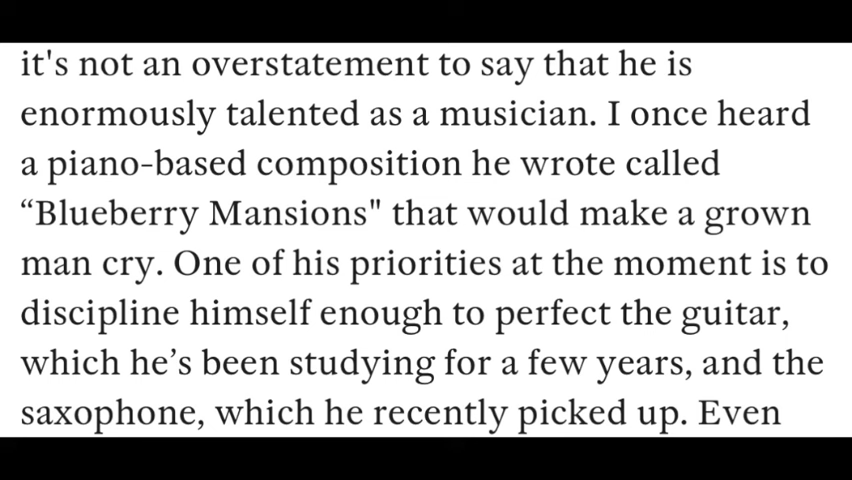 it's not an overstatement to say that he is
enormously talented as a musician. I once heard
a piano-based composition he wrote called
“Blueberry Mansions" that would make a grown
man cry. One of his priorities at the moment is to
discipline himself enough to perfect the guitar,
which he’s been studying for a few years, and the
saxophone, which he recently picked up. Even